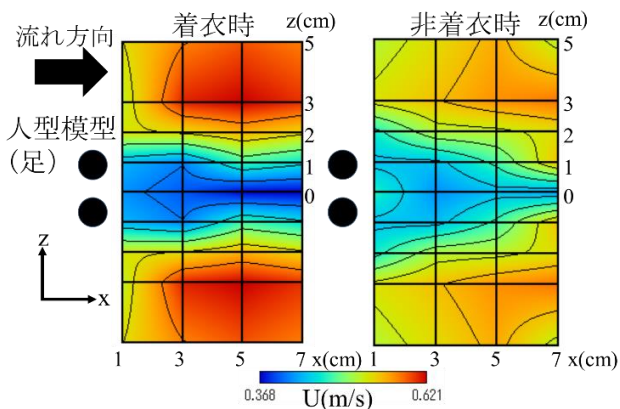 着衣時 z(cm) 非着衣時 z(cm)
流れ方向
5 5
3 3
人型模型
(足)
2 2
1 1
0 0
z
x
1 3 5 7 x(cm) 1 3 5 7 x(cm)
0.368 U(m/s) 0.621